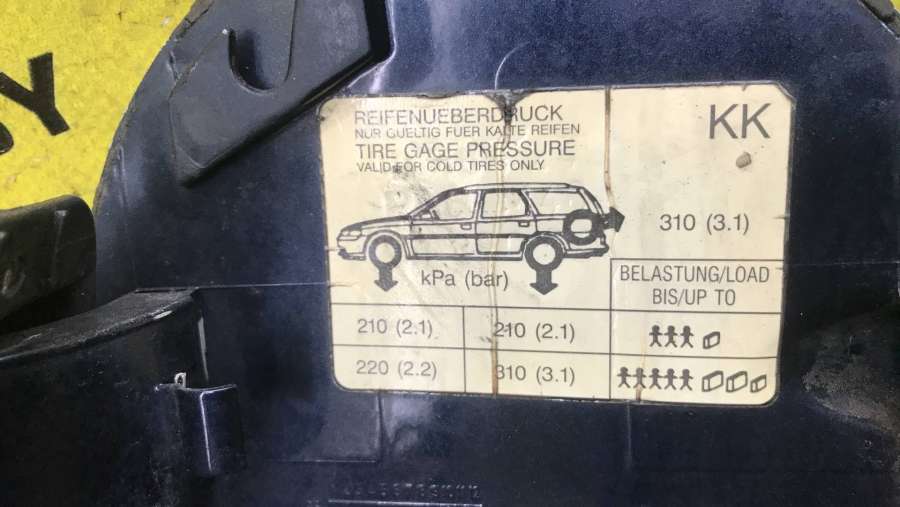 REIFENUEBERDRUCK
KK
NUR GUELTIG FUER KALTE REIFEN
TIRE GAGE PRESSURE
VALID FOR COLD TIRES ONLY
310 (3.1)
kPa (bar)
BELASTUNG/LOAD
BIS/UP TO
210 (2.1)
210 (2.1)
220 (2.2)
310 (3.1)